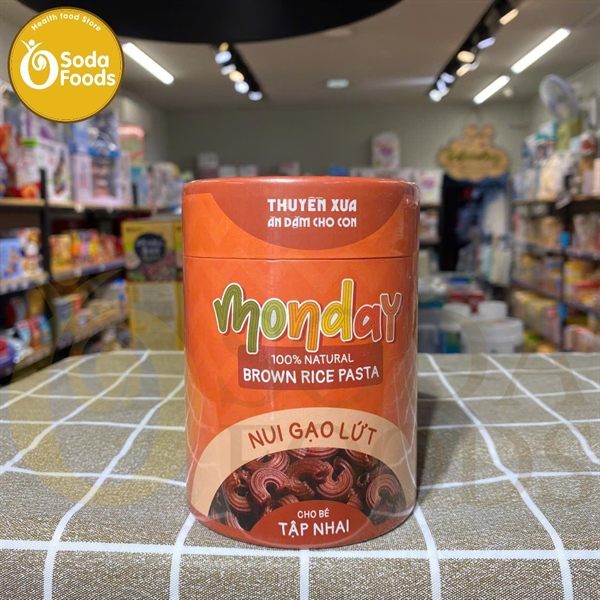 Health food Store
Soda
Foods
THUYỀN XƯA
ĂN DẶM CHO CON
monday
100% NATURAL
BROWN RICE PASTA
NUI GẠO LỨT
CHO BÉ
TẬP NHAI